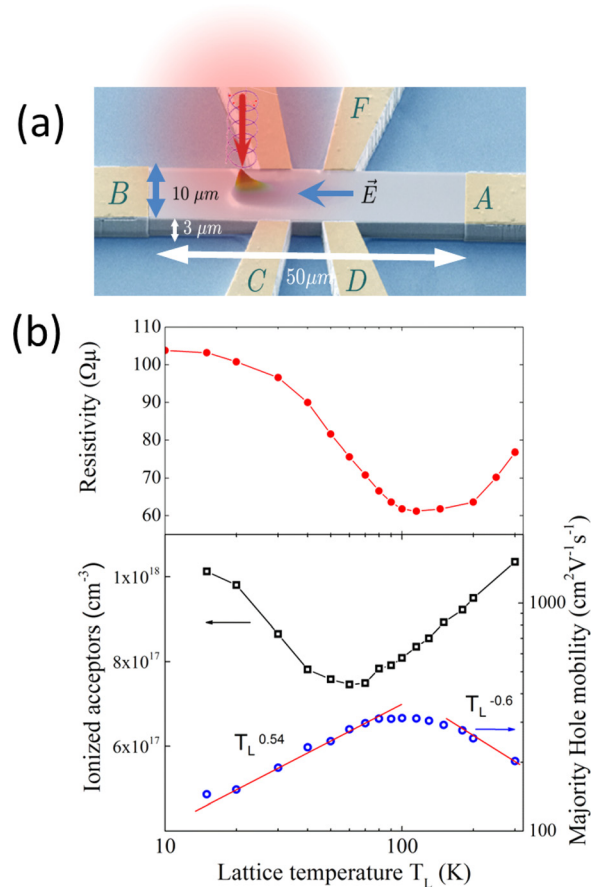 (a)
F
B
10 μm
E
A
3 μm
C
50μm
D
(b)
110
100
90
80
70
60
Resistivity (Ωμ)
1x10^18
8x10^17
6x10^17
Ionized acceptors (cm^-3)
1000
100
Majority Hole mobility (cm^2V^-1s^-1)
T_L^0.54
T_L^-0.6
10
100
Lattice temperature T_L (K)